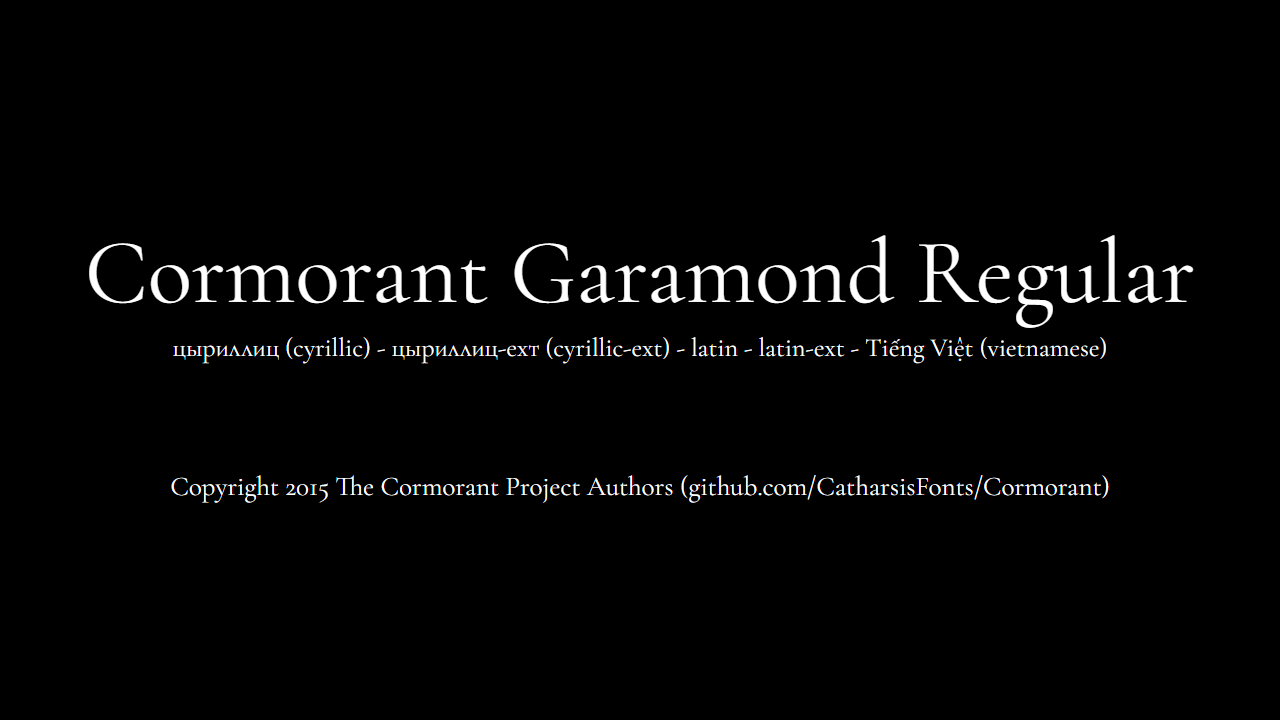 Cormorant Garamond Regular
цыриллиц (cyrillic) - цыриллиц-ехт (cyrillic-ext) - latin - latin-ext - Tiếng Việt (vietnamese)
Copyright 2015 The Cormorant Project Authors (github.com/CatharsisFonts/Cormorant)